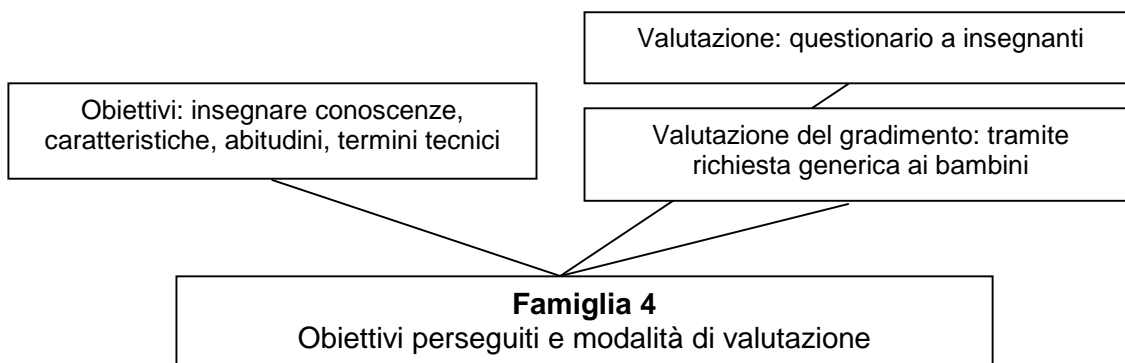 Valutazione: questionario a insegnanti
Obiettivi: insegnare conoscenze,
caratteristiche, abitudini, termini tecnici
Valutazione del gradimento: tramite
richiesta generica ai bambini
Famiglia 4
Obiettivi perseguiti e modalità di valutazione